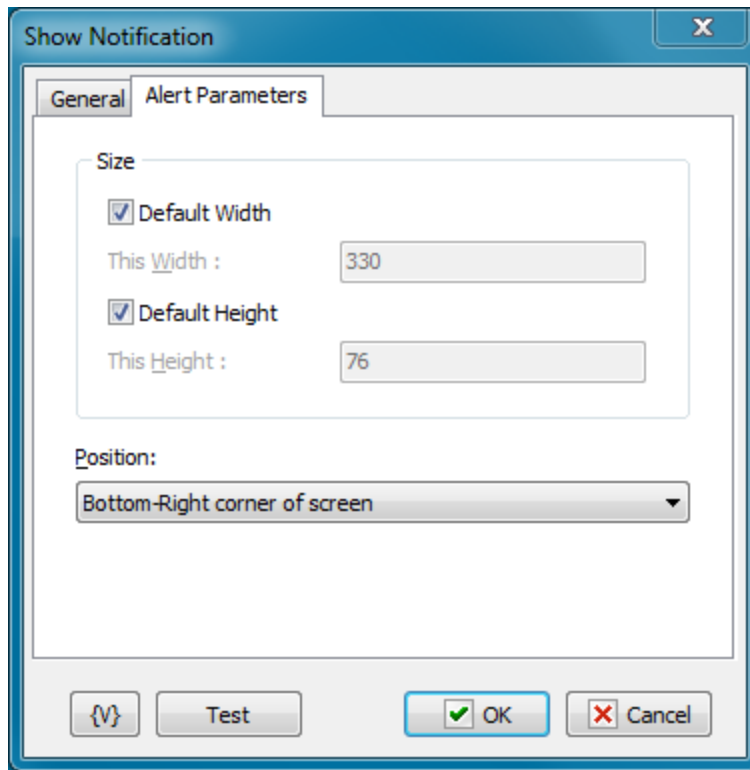 Show Notification
General Alert Parameters
Size
Default Width
This Width : 330
Default Height
This Height : 76
Position:
Bottom-Right corner of screen
{V} Test OK Cancel